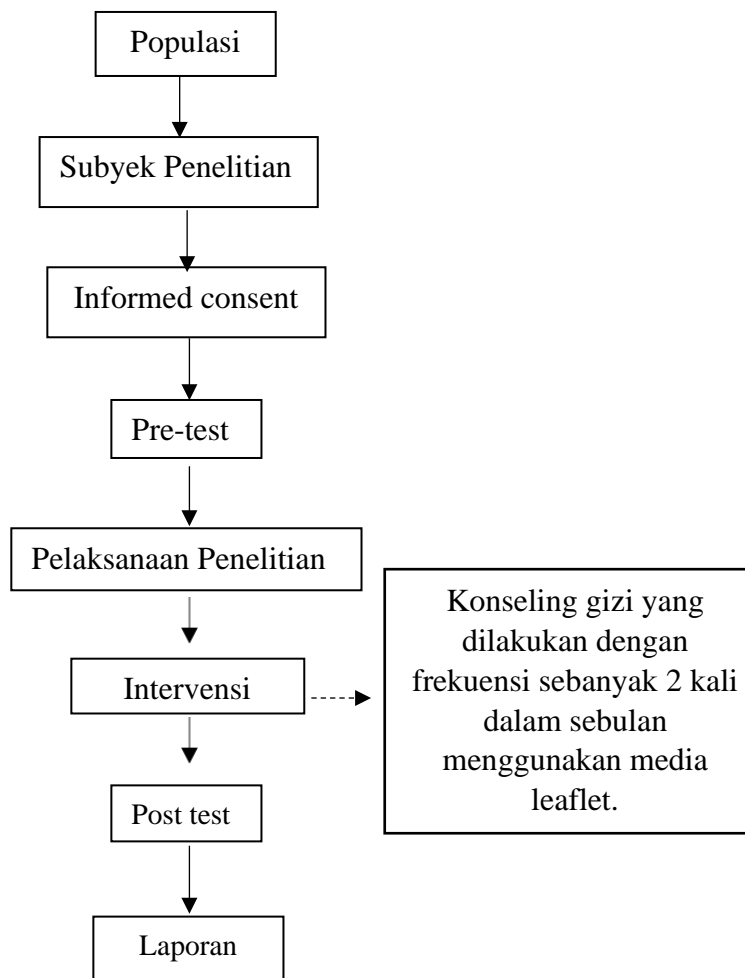 Populasi
Subyek Penelitian
Informed consent
Pre-test
Pelaksanaan Penelitian
Intervensi
Konseling gizi yang
dilakukan dengan
frekuensi sebanyak 2 kali
dalam sebulan
menggunakan media
leaflet.
Post test
Laporan